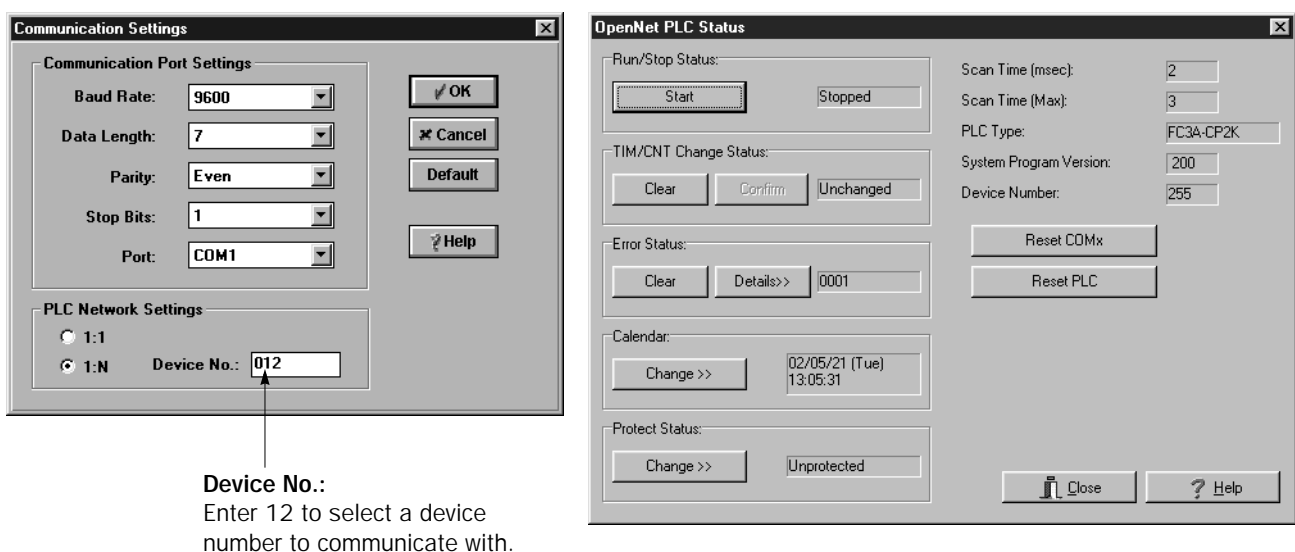 Communication Settings
Communication Port Settings
Baud Rate: 9600
Data Length: 7
Parity: Even
Stop Bits: 1
Port: COM1
OK
Cancel
Default
Help
PLC Network Settings
1:1
1:N Device No.: 012
Device No.:
Enter 12 to select a device
number to communicate with.
OpenNet PLC Status
Run/Stop Status:
Start Stopped
TIM/CNT Change Status:
Clear Confirm Unchanged
Error Status:
Clear Details>> 0001
Calendar:
Change >> 02/05/21 (Tue)
13:05:31
Protect Status:
Change >> Unprotected
Scan Time (msec): 2
Scan Time (Max): 3
PLC Type: FC3A-CP2K
System Program Version: 200
Device Number: 255
Reset COMx
Reset PLC
Close ? Help